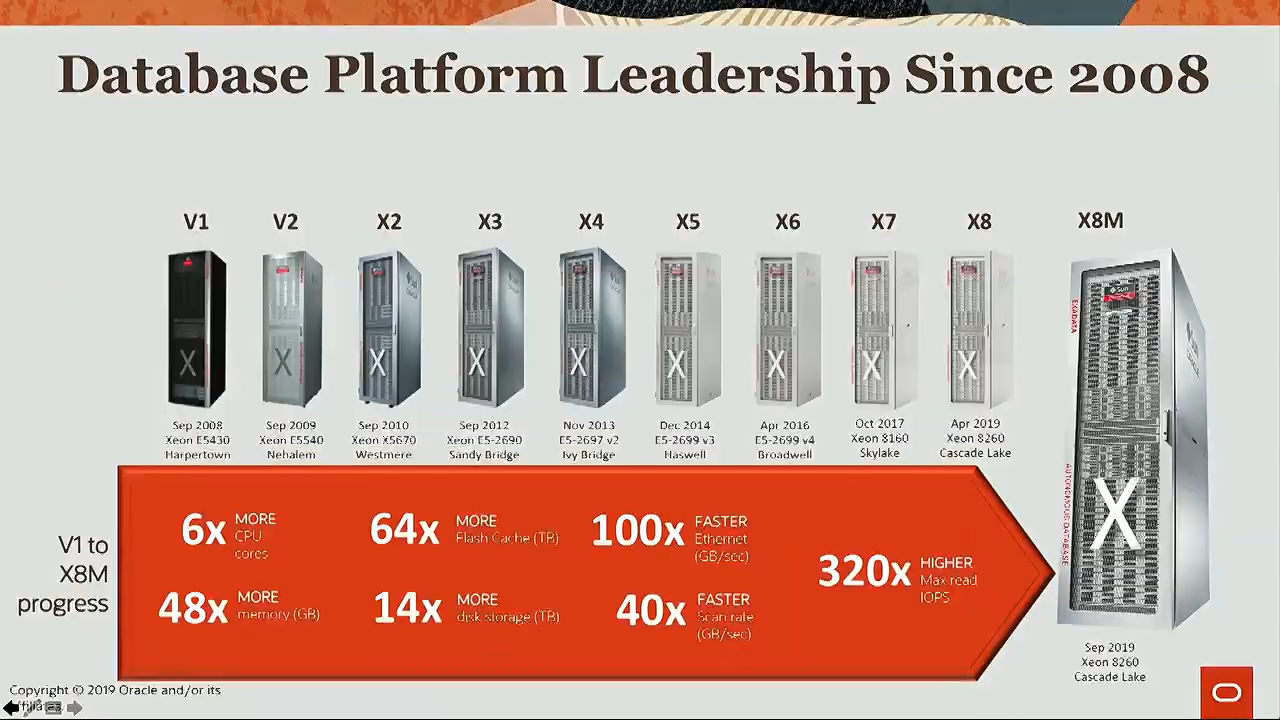 Database Platform Leadership Since 2008
V1 V2 X2 X3 X4 X5 X6 X7 X8 X8M
Sep 2008
Xeon E5430
Harpertown
Sep 2009
Xeon E5540
Nehalem
Sep 2010
Xeon
Westmere
Sep 2012
Xeon E5-2690
Sandy Bridge
Nov 2013
E5-2697 v2
Ivy Bridge
Dec 2014
E5-2699 v3
Haswell
Apr 2016
E5-2699 v4
Broadwell
Oct 2017
Xeon 8160
Skylake
Apr 2019
Xeon 8260
Cascade Lake
EXADATA
AUTONOMOUS DATABASE
X
Sep 2019
Xeon 8260
Cascade Lake
V1 to
X8M
progress
6x MORE
CPU
cores
48x MORE
memory (GB)
64x MORE
Flash Cache (TB)
14x MORE
disk storage (TB)
100x FASTER
Ethernet
(GB/sec)
40x FASTER
Scan rate
(GB/sec)
320x HIGHER
Max read
IOPS
Copyright © 2019 Oracle and/or its
affiliates.